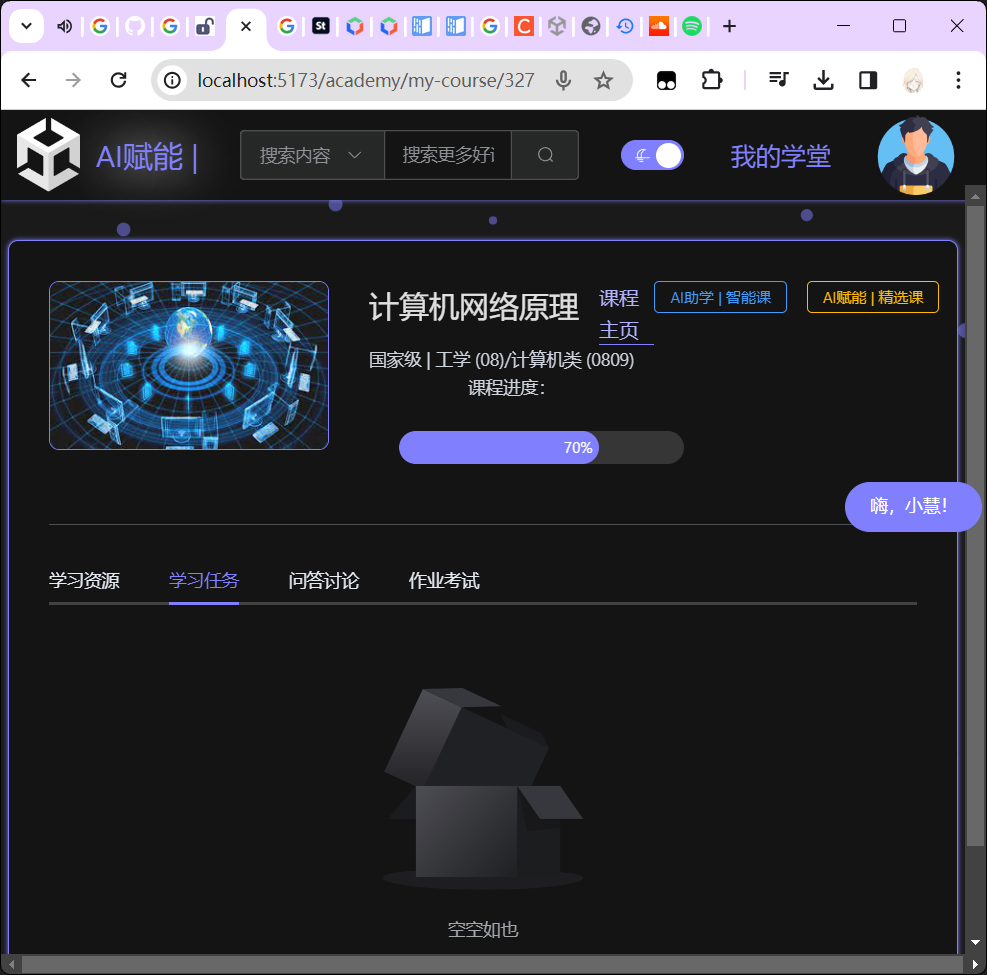 localhost:5173/academy/my-course/327
AI赋能 |
搜索内容
搜索更多好
我的学堂
计算机网络原理
课程
主页
AI助学 | 智能课
AI赋能 | 精选课
国家级 | 工学 (08)/计算机类 (0809)
课程进度:
70%
嗨，小慧!
学习资源
学习任务
问答讨论
作业考试
空空如也